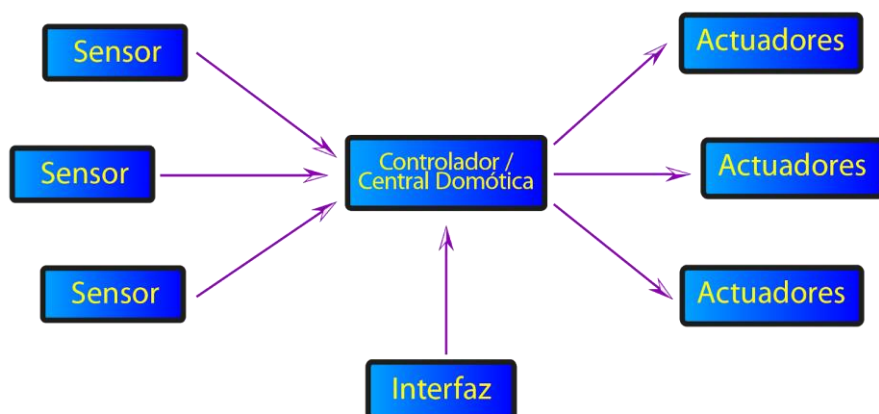 Sensor
Actuadores
Sensor
Controlador /
Central Domótica
Actuadores
Sensor
Actuadores
Interfaz